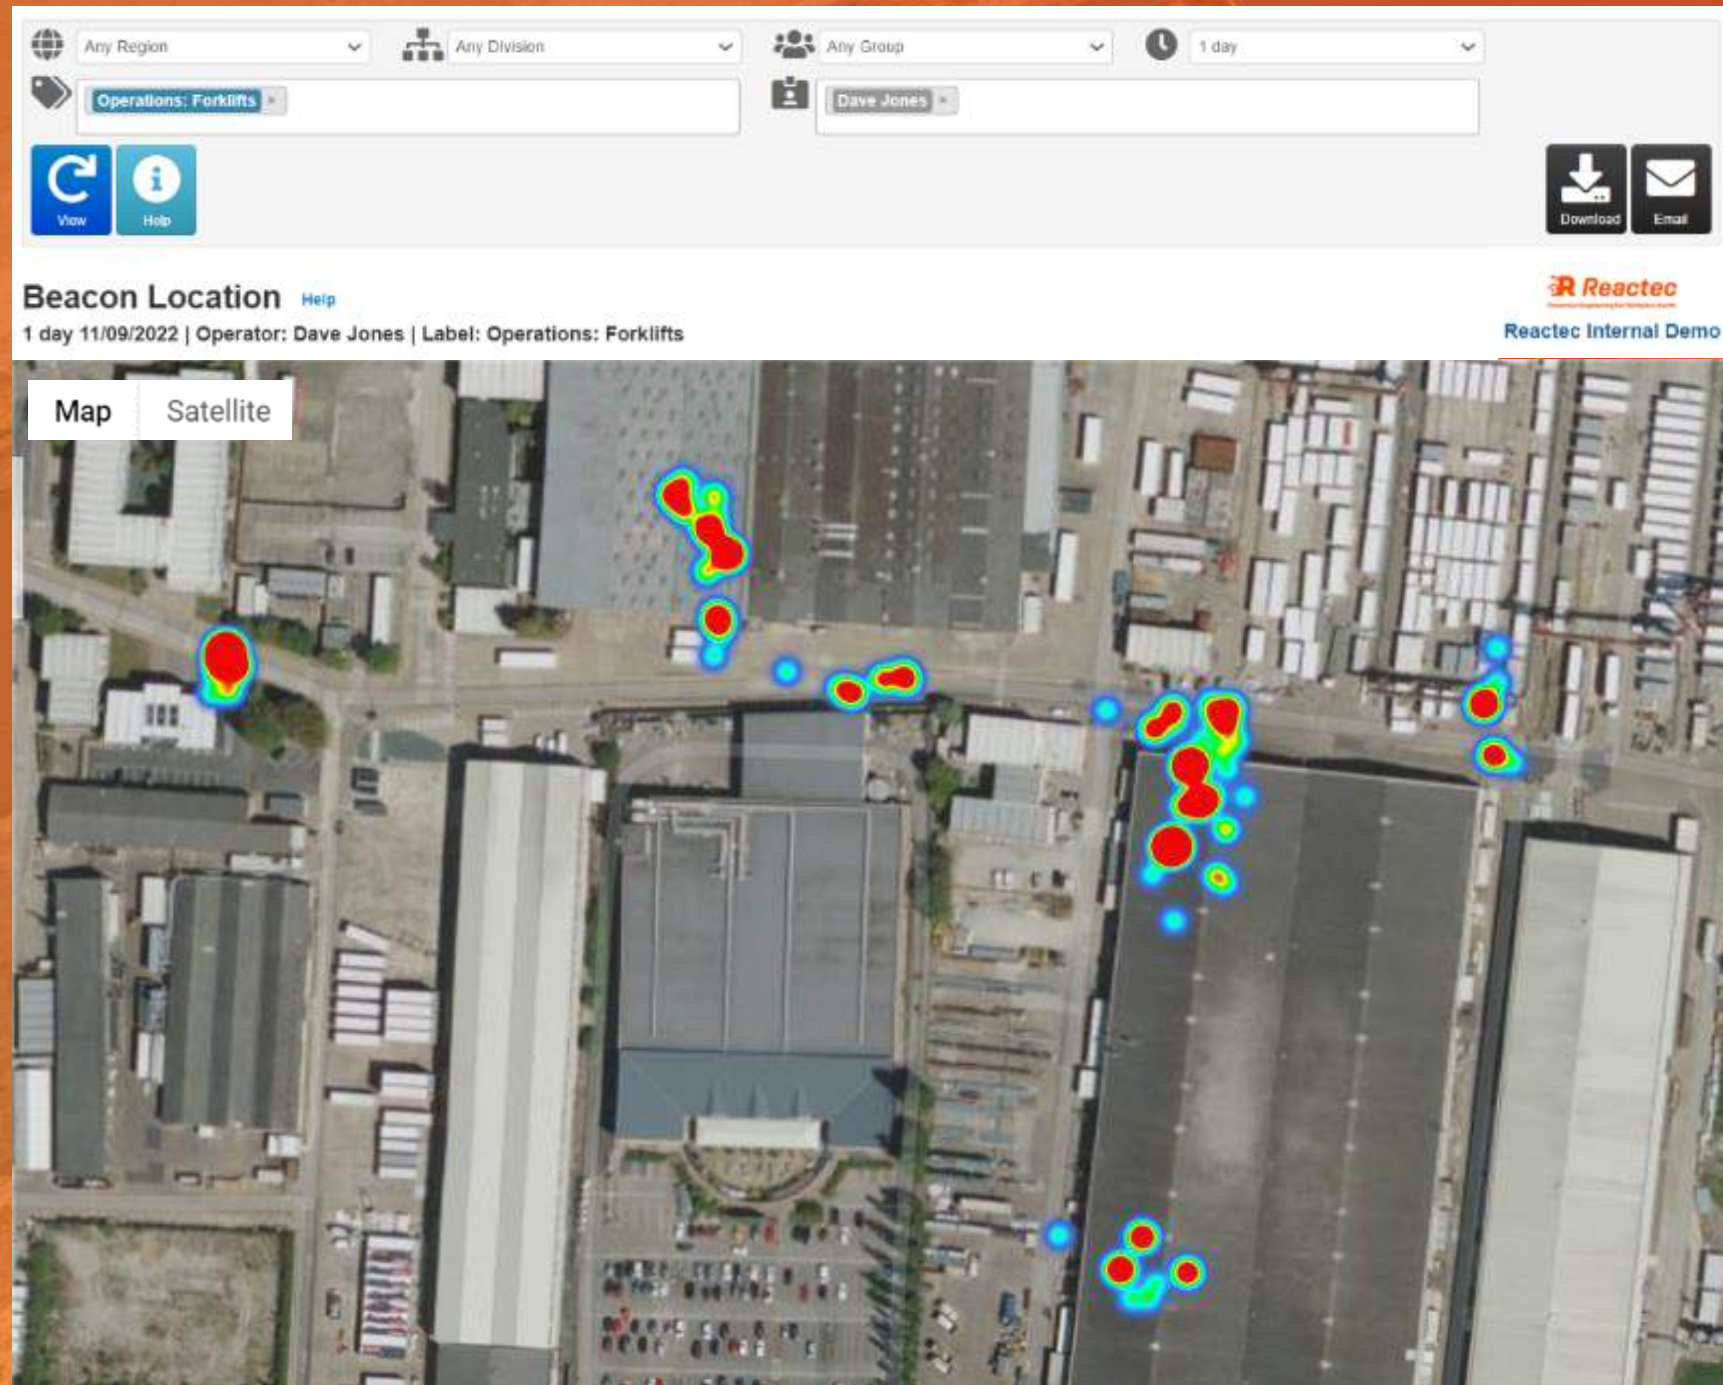 Any Region
Any Division
Any Group
1 day
Operations: Forklifts ×
Dave Jones ×
View
Help
Download
Email
Beacon Location Help
1 day 11/09/2022 | Operator: Dave Jones | Label: Operations: Forklifts
Reactec
Reactec Internal Demo
Map
Satellite